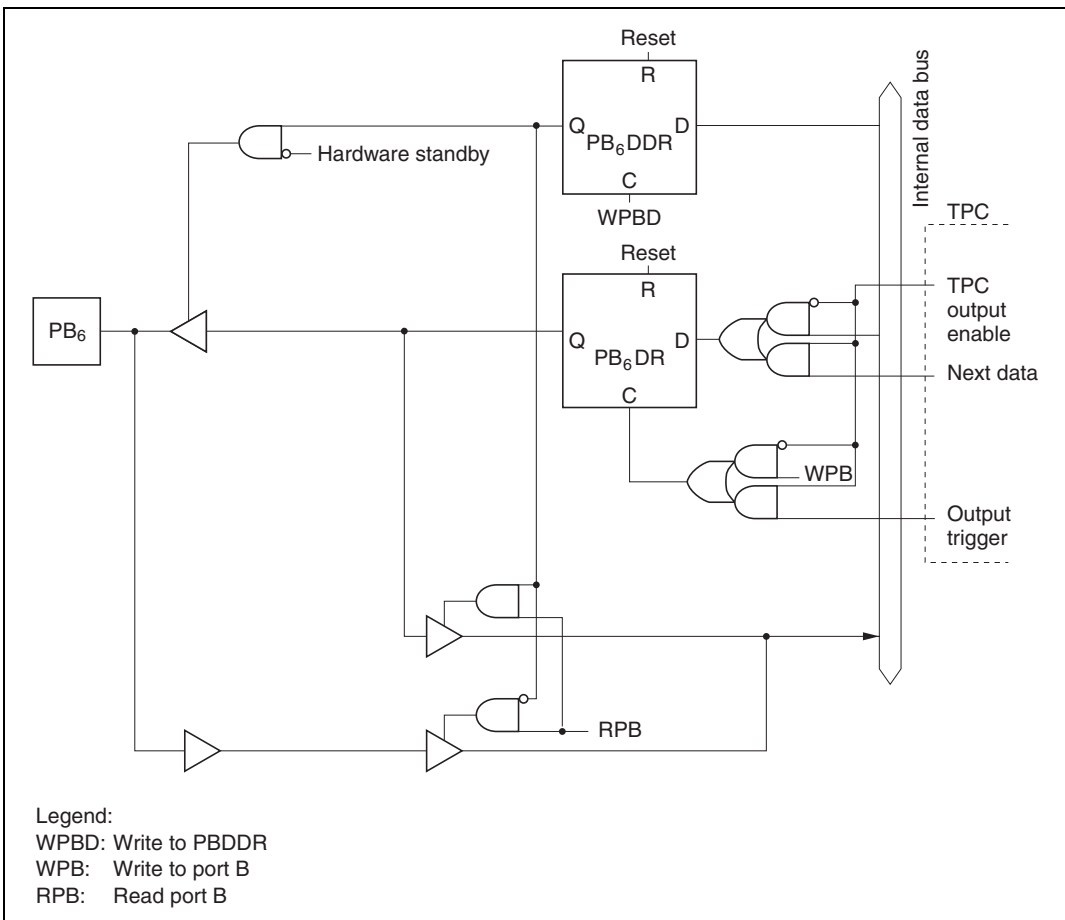 Reset
R
Q
D
PB6DDR
C
WPBD
Hardware standby
Internal data bus
TPC
Reset
R
Q
D
PB6DR
C
PB6
TPC
output
enable
Next data
WPB
Output
trigger
RPB
Legend:
WPBD: Write to PBDDR
WPB: Write to port B
RPB: Read port B